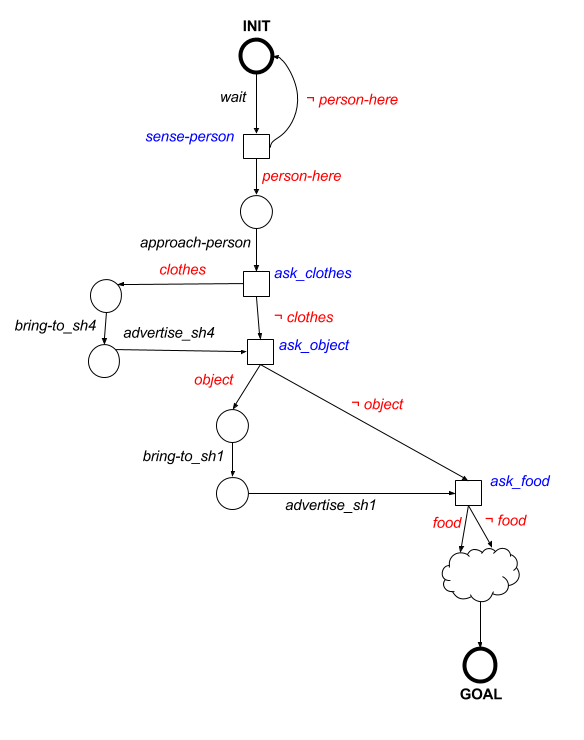 INIT
wait
¬ person-here
sense-person
person-here
approach-person
clothes
ask_clothes
bring-to_sh4
advertise_sh4
¬ clothes
ask_object
object
¬ object
bring-to_sh1
ask_food
advertise_sh1
food
¬ food
GOAL